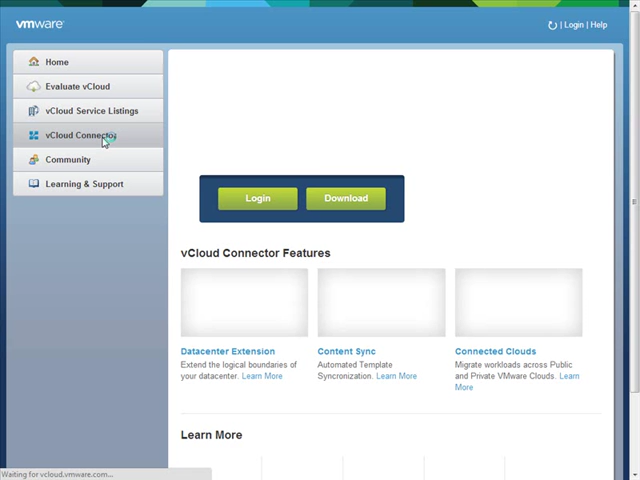 vmware
| Login | Help
Home
Evaluate vCloud
vCloud Service Listings
vCloud Connector
Community
Learning & Support
Login
Download
vCloud Connector Features
Datacenter Extension
Extend the logical boundaries of
your datacenter. Learn More
Content Sync
Automated Template
Syncronization. Learn More
Connected Clouds
Migrate workloads across Public
and Private VMware Clouds. Learn
More
Learn More
Waiting for vcloud.vmware.com...